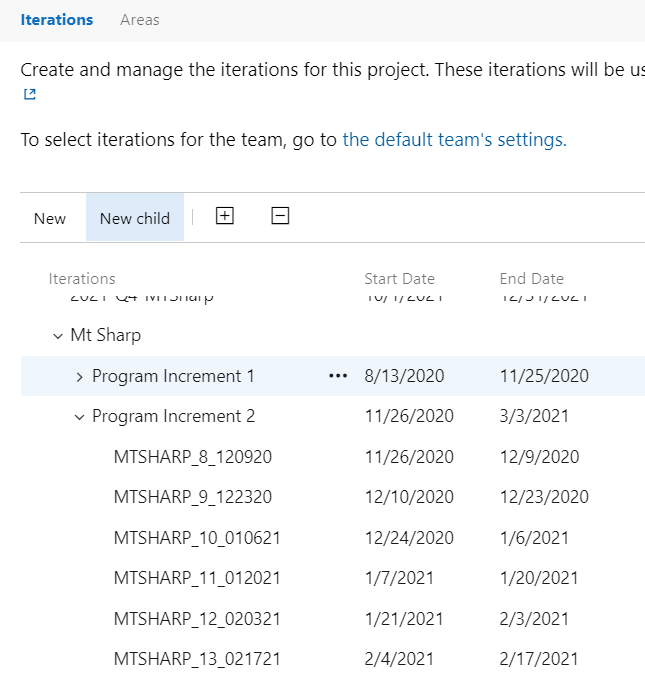 Iterations Areas
Create and manage the iterations for this project. These iterations will be
To select iterations for the team, go to the default team's settings.
New New child
Iterations Start Date End Date
Mt Sharp
Program Increment 1 ••• 8/13/2020 11/25/2020
Program Increment 2 11/26/2020 3/3/2021
MTSHARP_8_120920 11/26/2020 12/9/2020
MTSHARP_9_122320 12/10/2020 12/23/2020
MTSHARP_10_010621 12/24/2020 1/6/2021
MTSHARP_11_012021 1/7/2021 1/20/2021
MTSHARP_12_020321 1/21/2021 2/3/2021
MTSHARP_13_021721 2/4/2021 2/17/2021